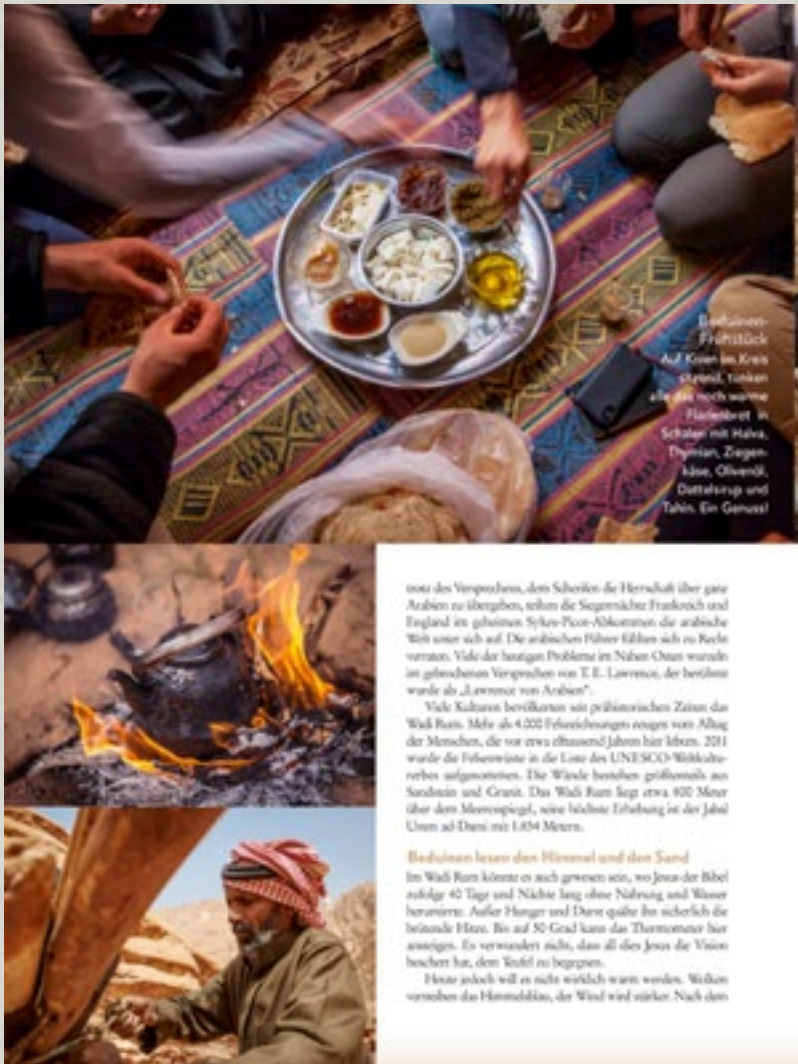 Beduinen-
Frühstück
Auf Knien im Kreis
sitzend, tunken
alle das noch warme
Fladenbrot in
Schalen mit Halva,
Thymian, Ziegen-
käse, Olivenöl,
Dattelsirup und
Tahin. Ein Genuss!
trotz des Versprechens, dem Scherifen die Herrschaft über ganz
Arabien zu übergeben, teilten die Siegermächte Frankreich und
England im geheimen Sykes-Picot-Abkommen die arabische
Welt unter sich auf. Die arabischen Führer fühlten sich zu Recht
verraten. Viele der heutigen Probleme im Nahen Osten wurzeln
im gebrochenen Versprechen von T. E. Lawrence, der berühmt
wurde als „Lawrence von Arabien“.
Viele Kulturen bevölkerten seit prähistorischen Zeiten das
Wadi Rum. Mehr als 4.000 Felszeichnungen zeugen vom Alltag
der Menschen, die vor etwa elftausend Jahren hier lebten. 2011
wurde die Felsenwüste in die Liste des UNESCO-Weltkultu-
rerbes aufgenommen. Die Wände bestehen größtenteils aus
Sandstein und Granit. Das Wadi Rum liegt etwa 800 Meter
über dem Meeresspiegel, seine höchste Erhebung ist der Jabal
Umm ad-Dami mit 1.854 Metern.
Beduinen lesen den Himmel und den Sand
Im Wadi Rum könnte es auch gewesen sein, wo Jesus der Bibel
zufolge 40 Tage und Nächte lang ohne Nahrung und Wasser
herumirrte. Außer Hunger und Durst quälte ihn sicherlich die
brütende Hitze. Bis auf 50 Grad kann das Thermometer hier
ansteigen. Es verwundert nicht, dass all dies Jesus die Vision
beschert hat, dem Teufel zu begegnen.
Heute jedoch will es nicht wirklich warm werden. Wolken
vertreiben das Himmelsblau, der Wind wird stärker. Nach dem